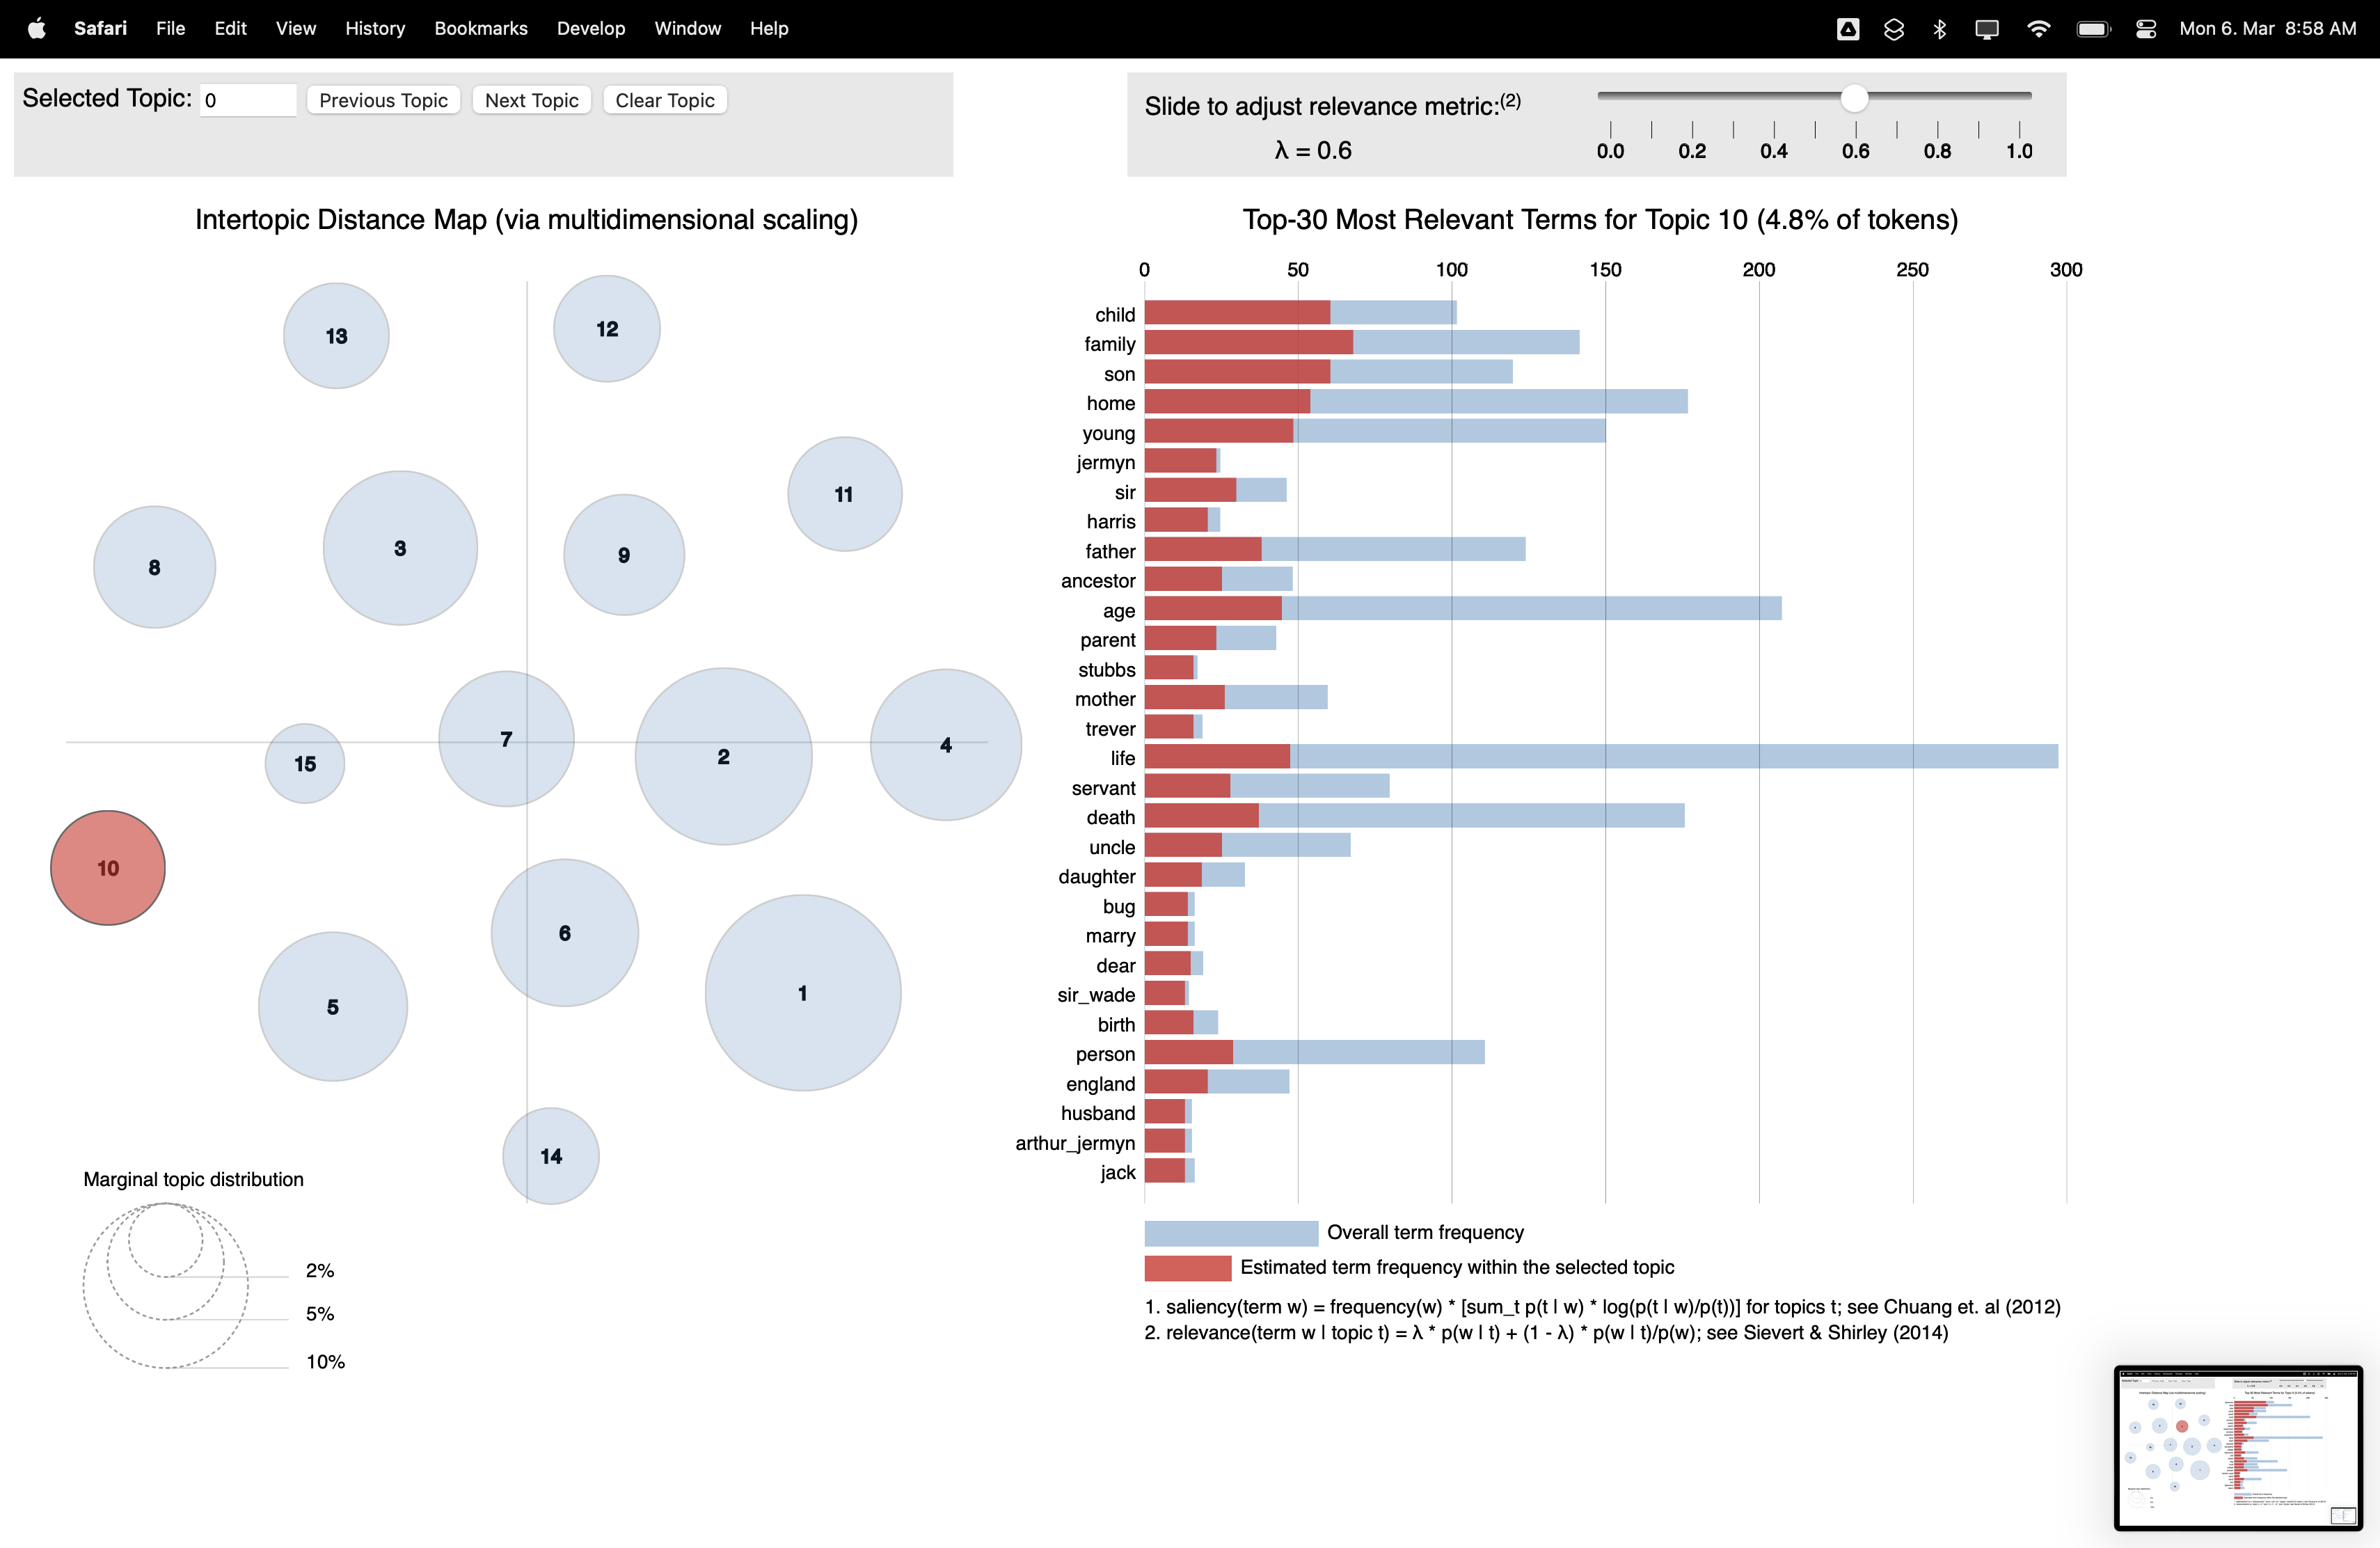 Safari File Edit View History Bookmarks Develop Window Help Mon 6. Mar 8:58 AM
Selected Topic: 0 Previous Topic Next Topic Clear Topic
Slide to adjust relevance metric:(2)
λ = 0.6
0.0 0.2 0.4 0.6 0.8 1.0
Intertopic Distance Map (via multidimensional scaling)
13
12
11
3
9
8
7
4
2
15
10
6
1
5
14
Marginal topic distribution
2%
5%
10%
Top-30 Most Relevant Terms for Topic 10 (4.8% of tokens)
0 50 100 150 200 250 300
child
family
son
home
young
jermyn
sir
harris
father
ancestor
age
parent
stubbs
mother
trever
life
servant
death
uncle
daughter
bug
marry
dear
sir_wade
birth
person
england
husband
arthur_jermyn
jack
Overall term frequency
Estimated term frequency within the selected topic
1. saliency(term w) = frequency(w) * [sum_t p(t | w) * log(p(t | w)/p(t))] for topics t; see Chuang et. al (2012)
2. relevance(term w | topic t) = λ * p(w | t) + (1 - λ) * p(w | t)/p(w); see Sievert & Shirley (2014)